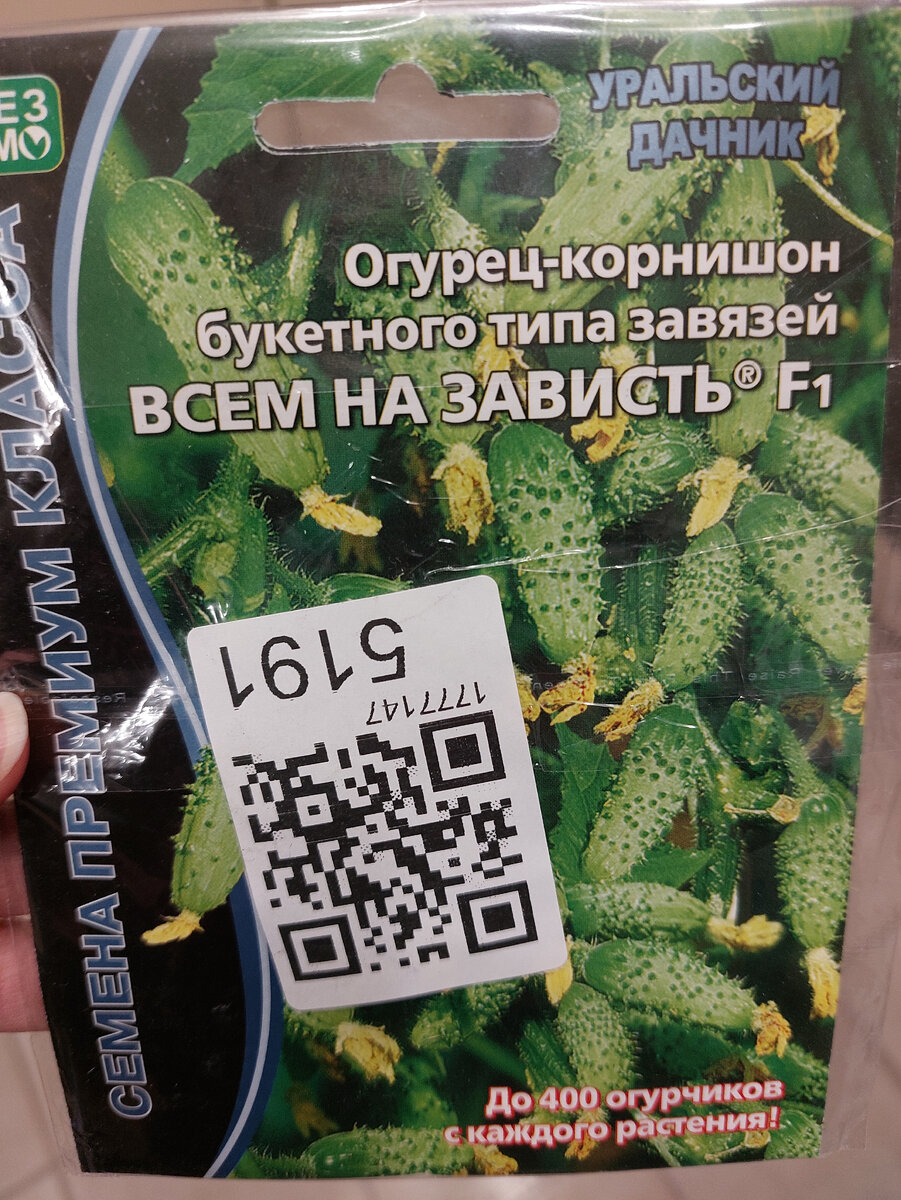 УРАЛЬСКИЙ
ДАЧНИК
Огурец-корнишон
букетного типа завязей
ВСЕМ НА ЗАВИСТЬ® F1
СЕМЕНА ПРЕМИУМ КЛАССА
5191
1777147
До 400 огурчиков
с каждого растения!